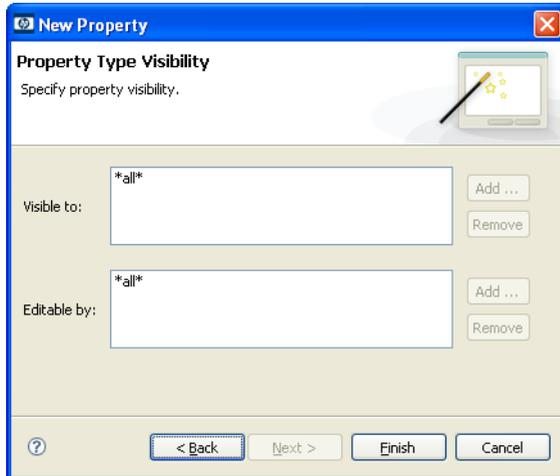 hp New Property
Property Type Visibility
Specify property visibility.
Visible to:
*all*
Add ...
Remove
Editable by:
*all*
Add ...
Remove
?
< Back
Next >
Finish
Cancel